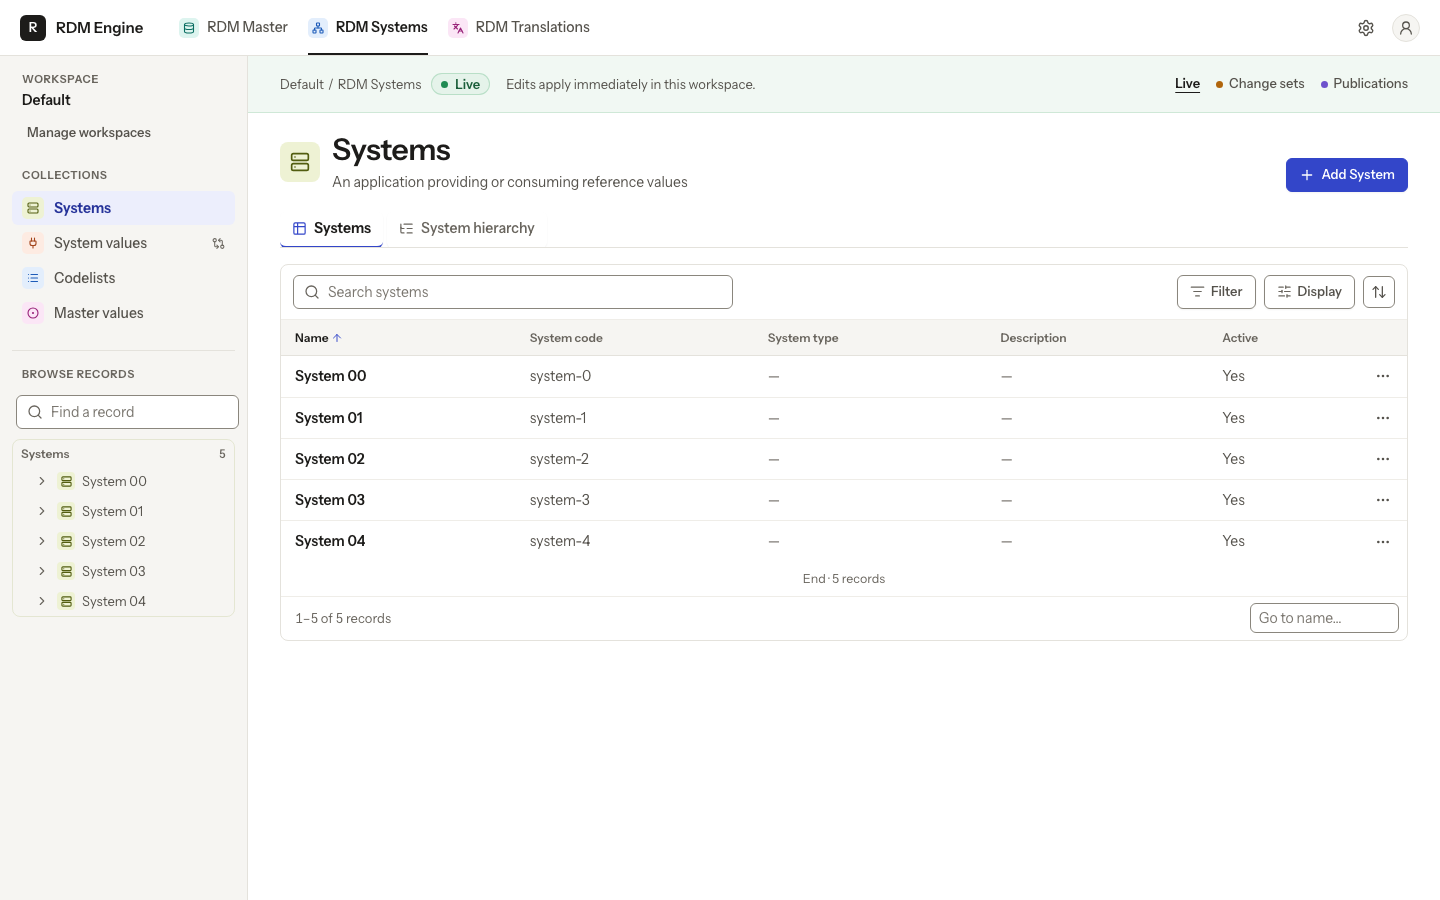 R RDM Engine RDM Master RDM Systems RDM Translations
WORKSPACE
Default
Manage workspaces
COLLECTIONS
Systems
System values
Codelists
Master values
BROWSE RECORDS
Find a record
Systems 5
System 00
System 01
System 02
System 03
System 04
Default / RDM Systems Live Edits apply immediately in this workspace. Live Change sets Publications
Systems
An application providing or consuming reference values
Add System
Systems System hierarchy
Search systems Filter Display
Name System code System type Description Active
System 00 system-0 — — Yes
System 01 system-1 — — Yes
System 02 system-2 — — Yes
System 03 system-3 — — Yes
System 04 system-4 — — Yes
End · 5 records
1–5 of 5 records Go to name...